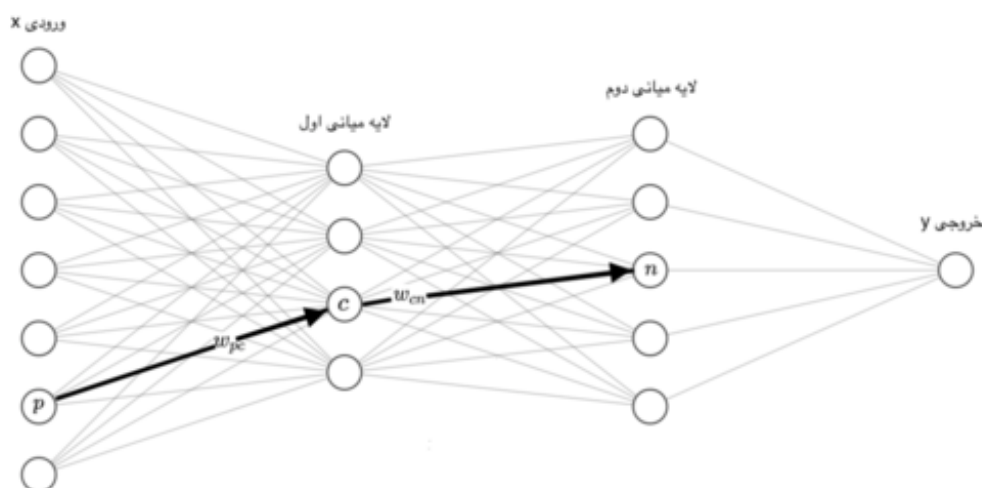 ورودی x
لایه میانی دوم
لایه میانی اول
خروجی y
n
c
w_cn
w_pc
p